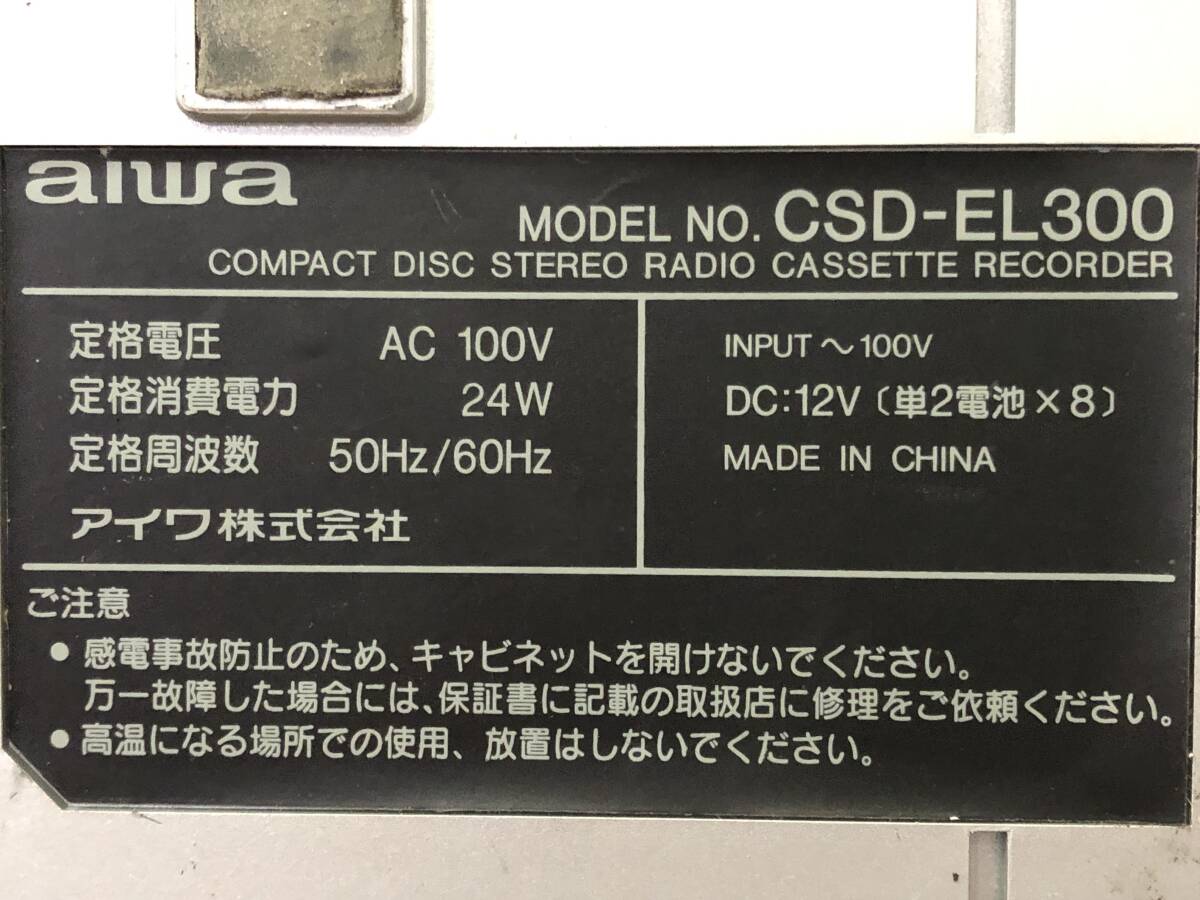 aiwa
MODEL NO. CSD-EL300
COMPACT DISC STEREO RADIO CASSETTE RECORDER
定格電圧 AC 100V
定格消費電力 24W
定格周波数 50Hz/60Hz
アイワ株式会社
INPUT ～100V
DC:12V〔単2電池×8〕
MADE IN CHINA
ご注意
● 感電事故防止のため、キャビネットを開けないでください。
万一故障した場合には、保証書に記載の取扱店に修理をご依頼ください。
● 高温になる場所での使用、放置はしないでください。